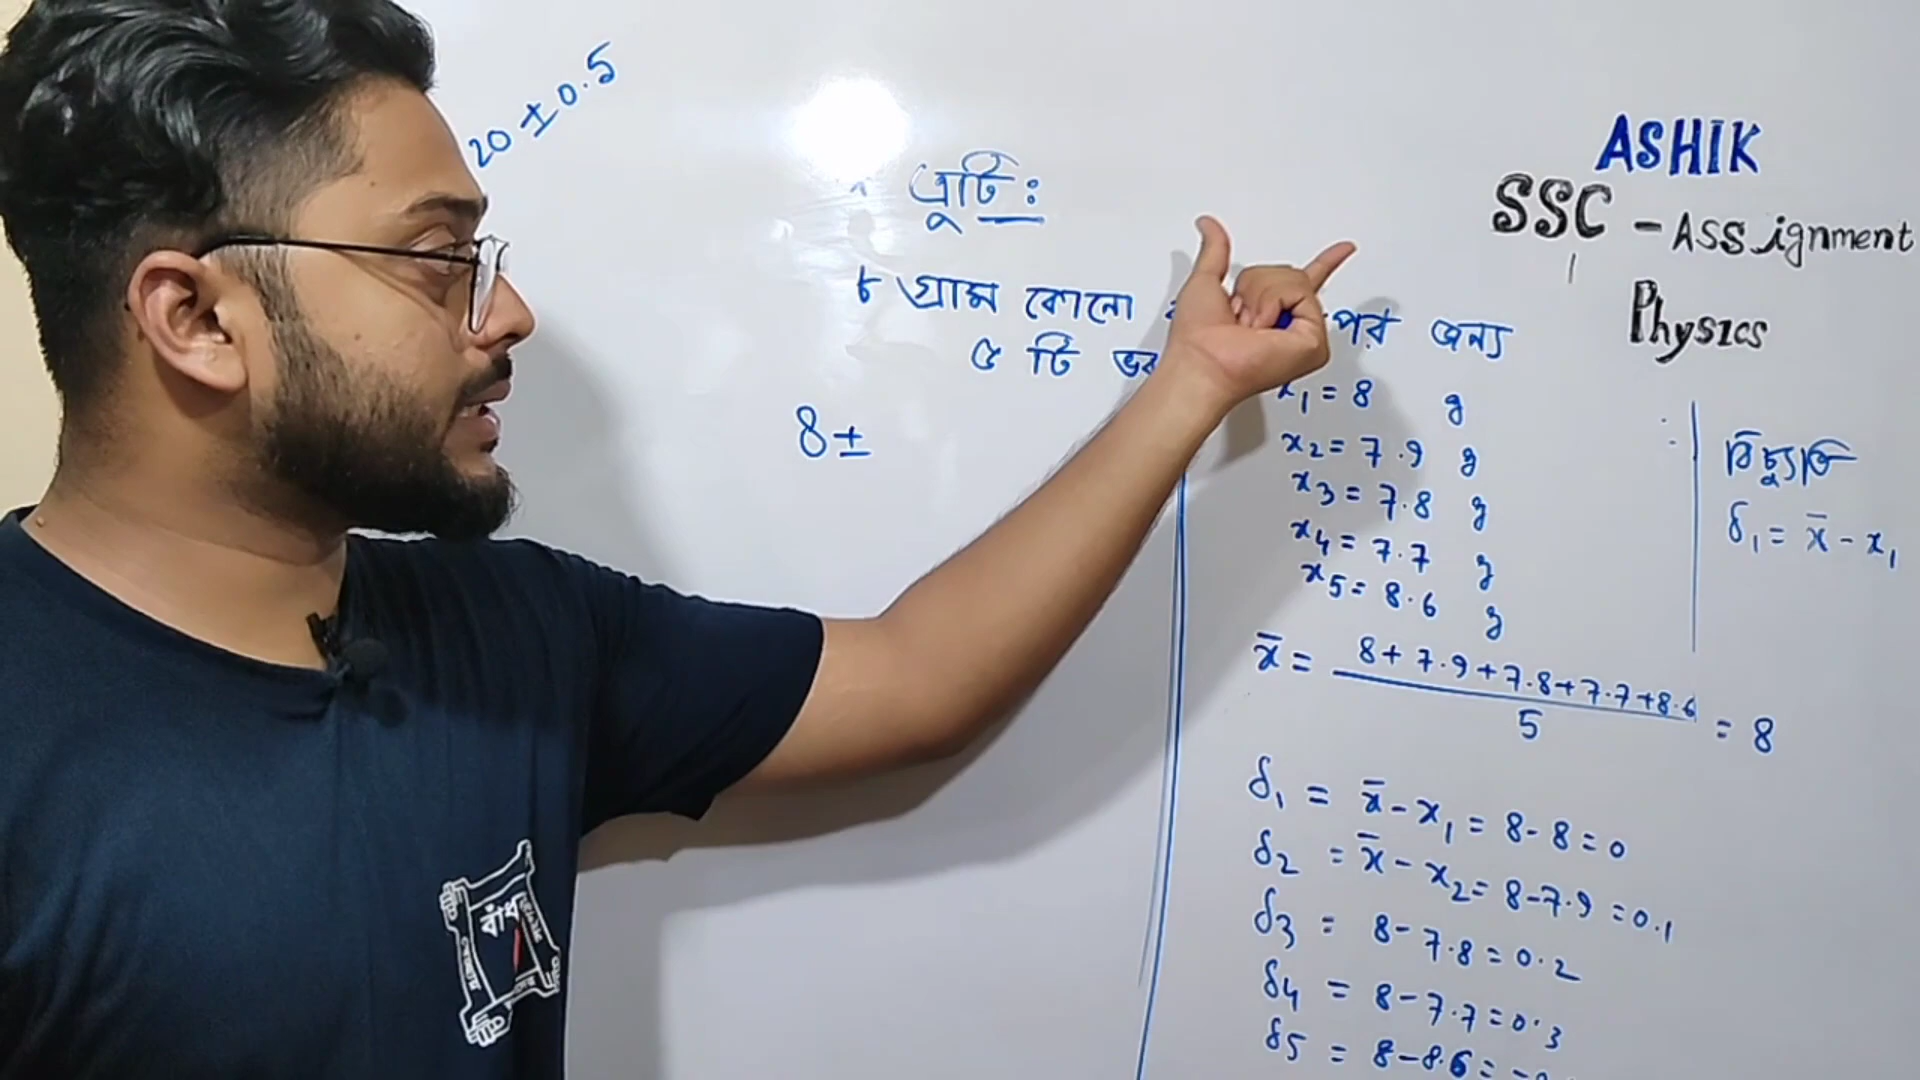 20 ± 0.5
ত্রুটি :
ASHIK
SSC - Assignment
Physics
৮ গ্রাম কোনো পর জন্য
৫ টি
8 ±
x₁ = 8 g
x₂ = 7.9 g
x₃ = 7.8 g
x₄ = 7.7 g
x₅ = 8.6 g
বিচ্যুতি
δ₁ = x̄ - x₁
x̄ = (8 + 7.9 + 7.8 + 7.7 + 8.6) / 5 = 8
δ₁ = x̄ - x₁ = 8 - 8 = 0
δ₂ = x̄ - x₂ = 8 - 7.9 = 0.1
δ₃ = 8 - 7.8 = 0.2
δ₄ = 8 - 7.7 = 0.3
δ₅ = 8 - 8.6 = -
বাঁধ